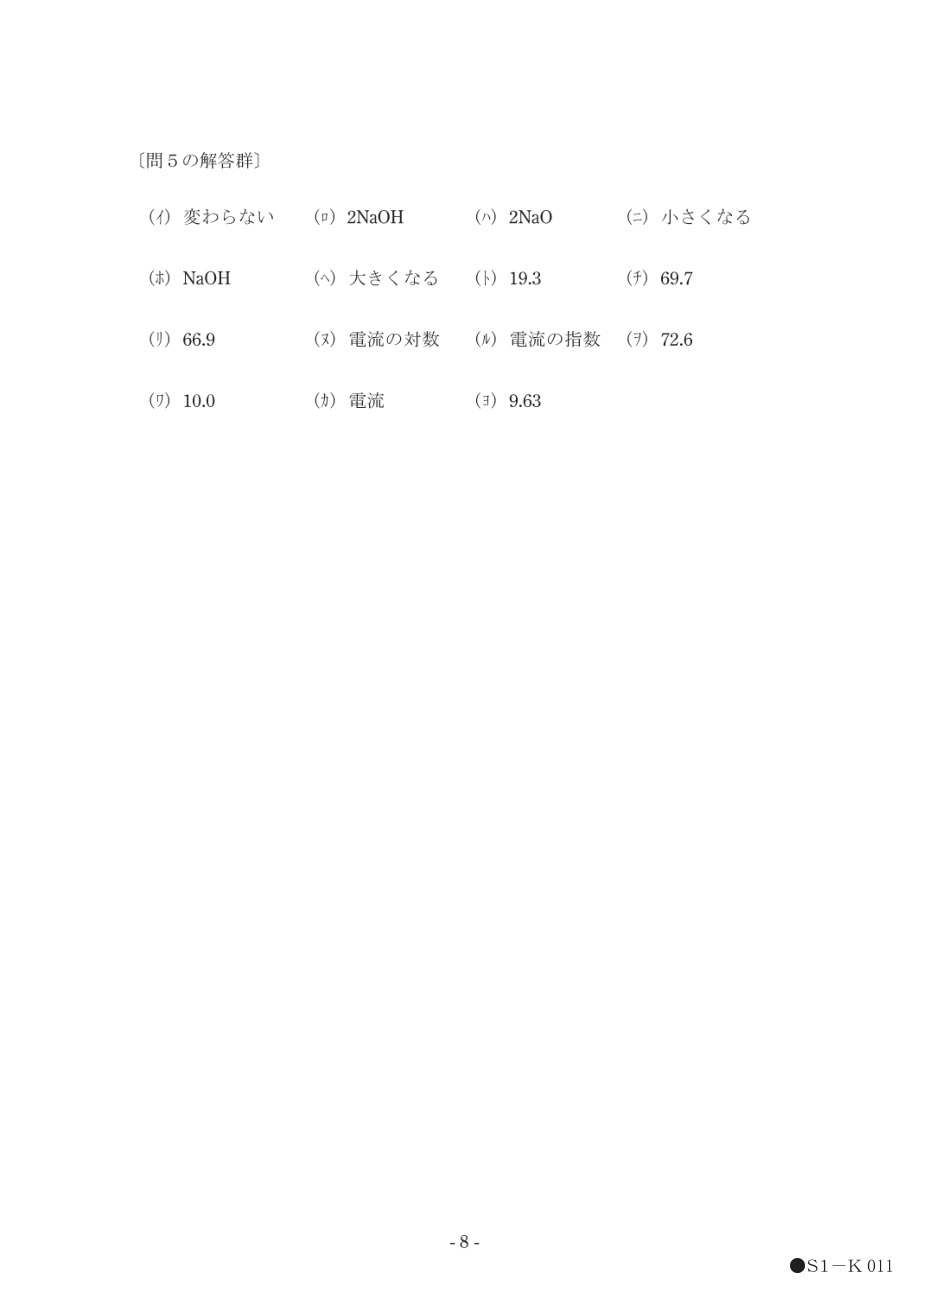 〔問５の解答群〕
(ｲ) 変わらない (ﾛ) 2NaOH (ﾊ) 2NaO (ﾆ) 小さくなる
(ﾎ) NaOH (ﾍ) 大きくなる (ﾄ) 19.3 (ﾁ) 69.7
(ﾘ) 66.9 (ﾇ) 電流の対数 (ﾙ) 電流の指数 (ｦ) 72.6
(ﾜ) 10.0 (ｶ) 電流 (ﾖ) 9.63
- 8 -
●S1－K 011